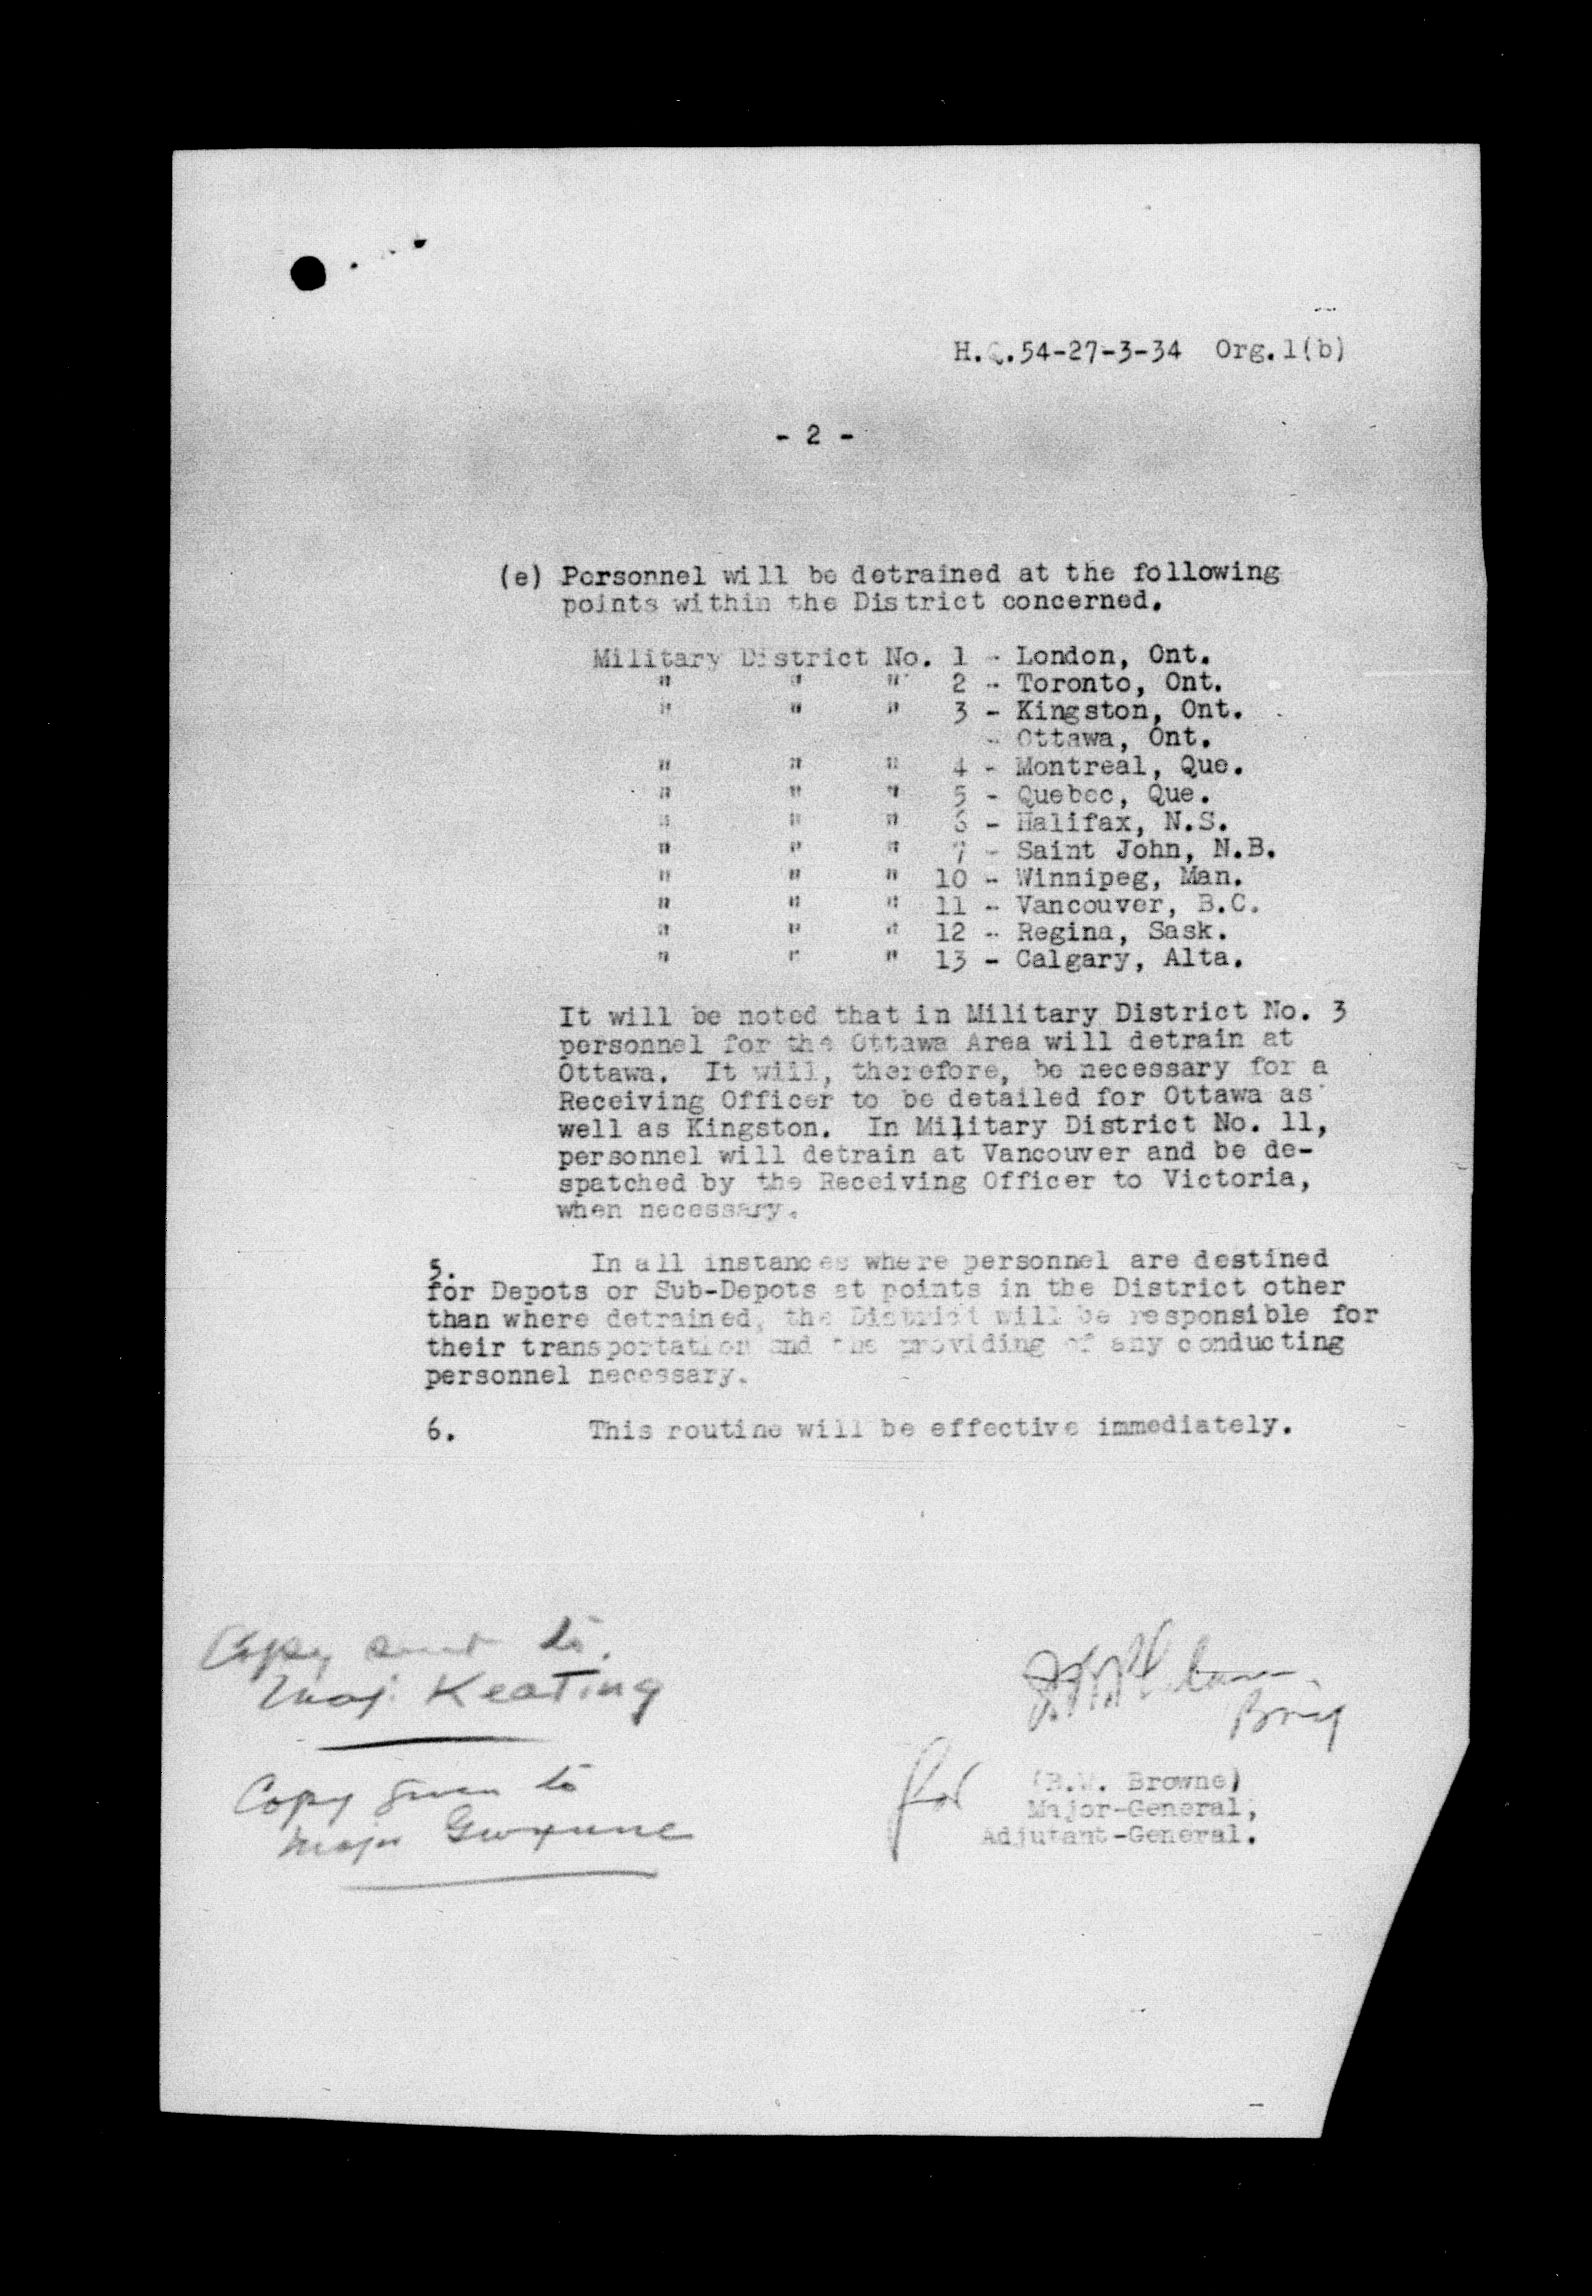 H.Q.54-27-3-34 Org.1(b)
- 2 -
(e) Personnel will be detrained at the following
points within the District concerned.
Military District No. 1 - London, Ont.
" " " 2 - Toronto, Ont.
" " " 3 - Kingston, Ont.
- Ottawa, Ont.
" " " 4 - Montreal, Que.
" " " 5 - Quebec, Que.
" " " 6 - Halifax, N.S.
" " " 7 - Saint John, N.B.
" " " 10 - Winnipeg, Man.
" " " 11 - Vancouver, B.C.
" " " 12 - Regina, Sask.
" " " 13 - Calgary, Alta.
It will be noted that in Military District No. 3
personnel for the Ottawa Area will detrain at
Ottawa. It will, therefore, be necessary for a
Receiving Officer to be detailed for Ottawa as
well as Kingston. In Military District No. 11,
personnel will detrain at Vancouver and be de-
spatched by the Receiving Officer to Victoria,
when necessary.
5. In all instances where personnel are destined
for Depots or Sub-Depots at points in the District other
than where detrained, the District will be responsible for
their transportation and the providing of any conducting
personnel necessary.
6. This routine will be effective immediately.
Copy sent to
Maj. Keating
Brig
Copy given to
Major Gwynne
for (B.W. Browne)
Major-General,
Adjutant-General.